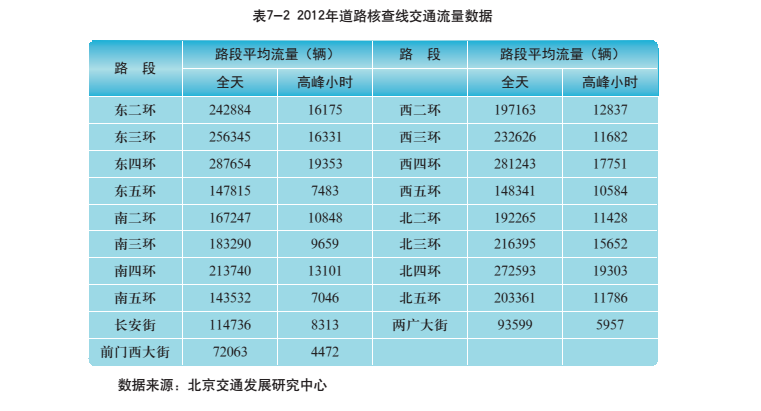 表7—2 2012年道路核查线交通流量数据
路 段 路段平均流量（辆） 路 段 路段平均流量（辆）
全天 高峰小时 全天 高峰小时
东二环 242884 16175 西二环 197163 12837
东三环 256345 16331 西三环 232626 11682
东四环 287654 19353 西四环 281243 17751
东五环 147815 7483 西五环 148341 10584
南二环 167247 10848 北二环 192265 11428
南三环 183290 9659 北三环 216395 15652
南四环 213740 13101 北四环 272593 19303
南五环 143532 7046 北五环 203361 11786
长安街 114736 8313 两广大街 93599 5957
前门西大街 72063 4472
数据来源：北京交通发展研究中心